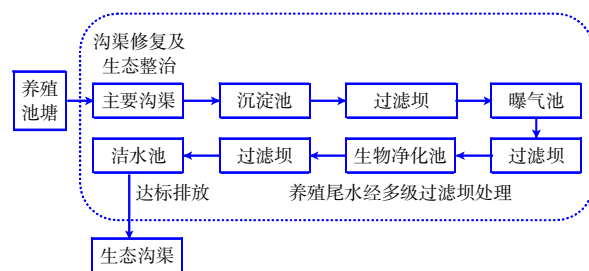 沟渠修复及
生态整治
养殖
池塘
主要沟渠
沉淀池
过滤坝
曝气池
洁水池
过滤坝
生物净化池
过滤坝
达标排放
养殖尾水经多级过滤坝处理
生态沟渠